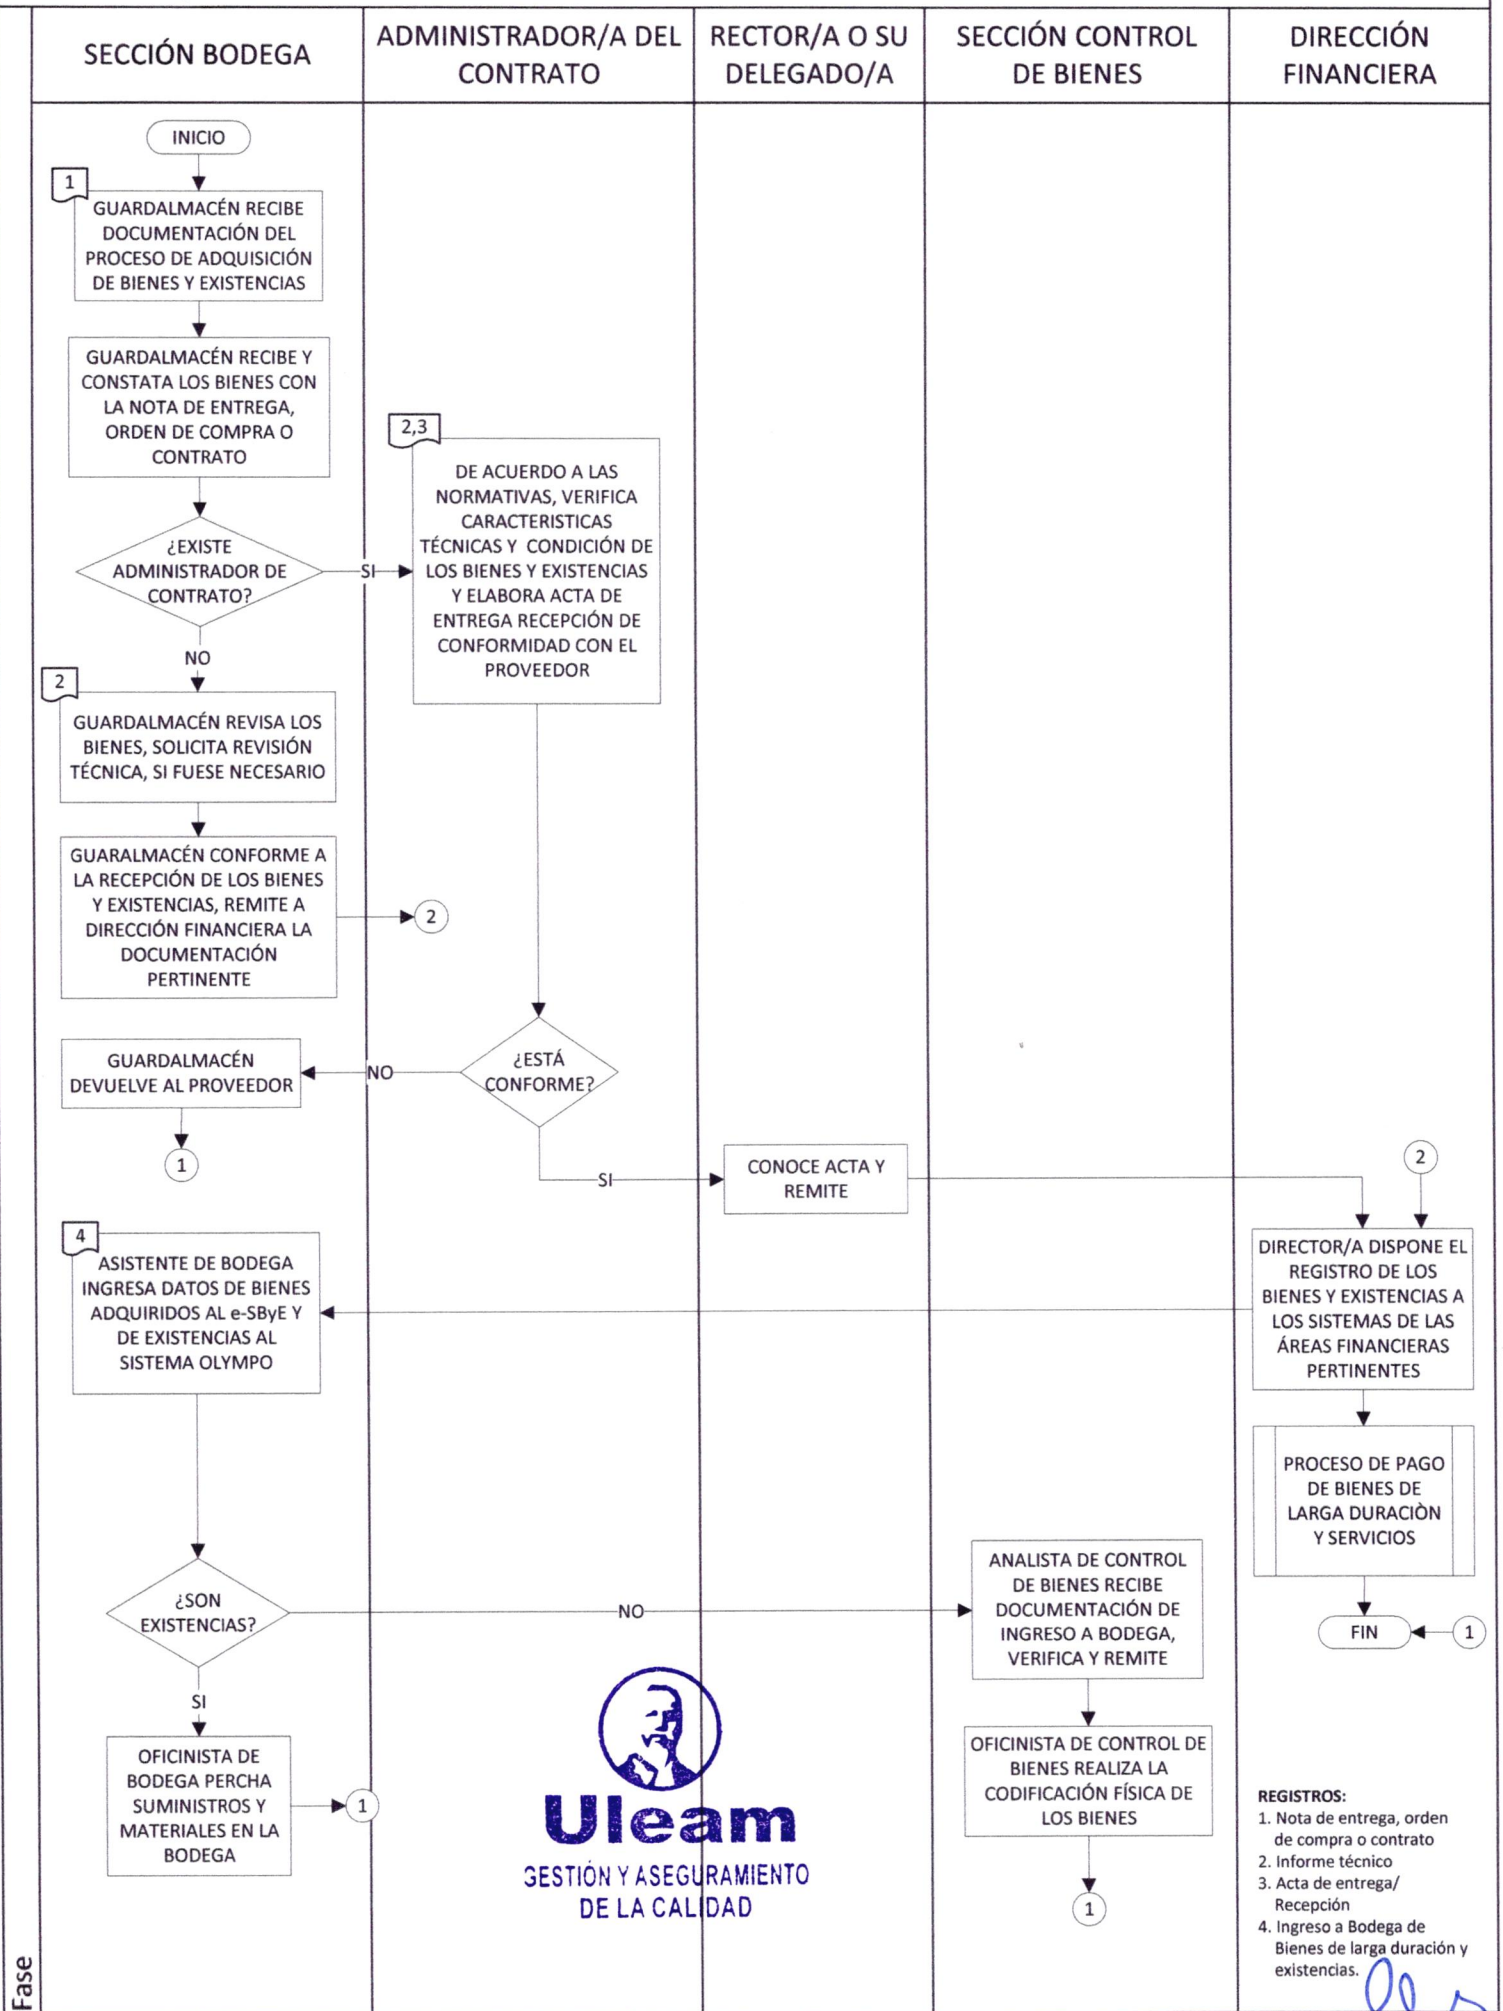 SECCIÓN BODEGA
ADMINISTRADOR/A DEL
CONTRATO
RECTOR/A O SU
DELEGADO/A
SECCIÓN CONTROL
DE BIENES
DIRECCIÓN
FINANCIERA
INICIO
1
GUARDALMACÉN RECIBE
DOCUMENTACIÓN DEL
PROCESO DE ADQUISICIÓN
DE BIENES Y EXISTENCIAS
GUARDALMACÉN RECIBE Y
CONSTATA LOS BIENES CON
LA NOTA DE ENTREGA,
ORDEN DE COMPRA O
CONTRATO
¿EXISTE
ADMINISTRADOR DE
CONTRATO?
SI
2,3
DE ACUERDO A LAS
NORMATIVAS, VERIFICA
CARACTERISTICAS
TÉCNICAS Y CONDICIÓN DE
LOS BIENES Y EXISTENCIAS
Y ELABORA ACTA DE
ENTREGA RECEPCIÓN DE
CONFORMIDAD CON EL
PROVEEDOR
NO
2
GUARDALMACÉN REVISA LOS
BIENES, SOLICITA REVISIÓN
TÉCNICA, SI FUESE NECESARIO
GUARALMACÉN CONFORME A
LA RECEPCIÓN DE LOS BIENES
Y EXISTENCIAS, REMITE A
DIRECCIÓN FINANCIERA LA
DOCUMENTACIÓN
PERTINENTE
2
¿ESTÁ
CONFORME?
NO
GUARDALMACÉN
DEVUELVE AL PROVEEDOR
1
SI
CONOCE ACTA Y
REMITE
2
DIRECTOR/A DISPONE EL
REGISTRO DE LOS
BIENES Y EXISTENCIAS A
LOS SISTEMAS DE LAS
ÁREAS FINANCIERAS
PERTINENTES
4
ASISTENTE DE BODEGA
INGRESA DATOS DE BIENES
ADQUIRIDOS AL e-SByE Y
DE EXISTENCIAS AL
SISTEMA OLYMPO
PROCESO DE PAGO
DE BIENES DE
LARGA DURACIÒN
Y SERVICIOS
FIN
1
¿SON
EXISTENCIAS?
NO
ANALISTA DE CONTROL
DE BIENES RECIBE
DOCUMENTACIÓN DE
INGRESO A BODEGA,
VERIFICA Y REMITE
SI
OFICINISTA DE
BODEGA PERCHA
SUMINISTROS Y
MATERIALES EN LA
BODEGA
1
OFICINISTA DE CONTROL DE
BIENES REALIZA LA
CODIFICACIÓN FÍSICA DE
LOS BIENES
1
Uleam
GESTIÓN Y ASEGURAMIENTO
DE LA CALIDAD
REGISTROS:
1. Nota de entrega, orden
de compra o contrato
2. Informe técnico
3. Acta de entrega/
Recepción
4. Ingreso a Bodega de
Bienes de larga duración y
existencias.
Fase